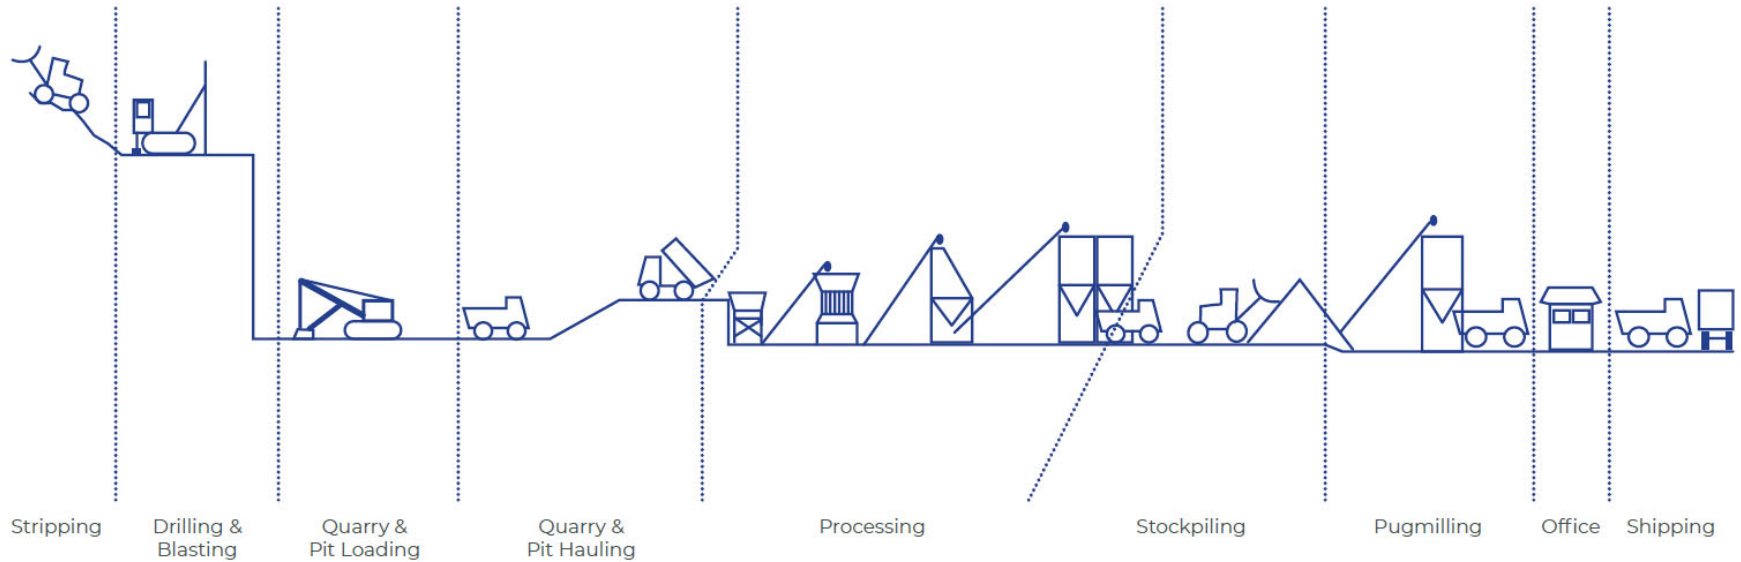 Stripping
Drilling &
Blasting
Quarry &
Pit Loading
Quarry &
Pit Hauling
Processing
Stockpiling
Pugmilling
Office
Shipping